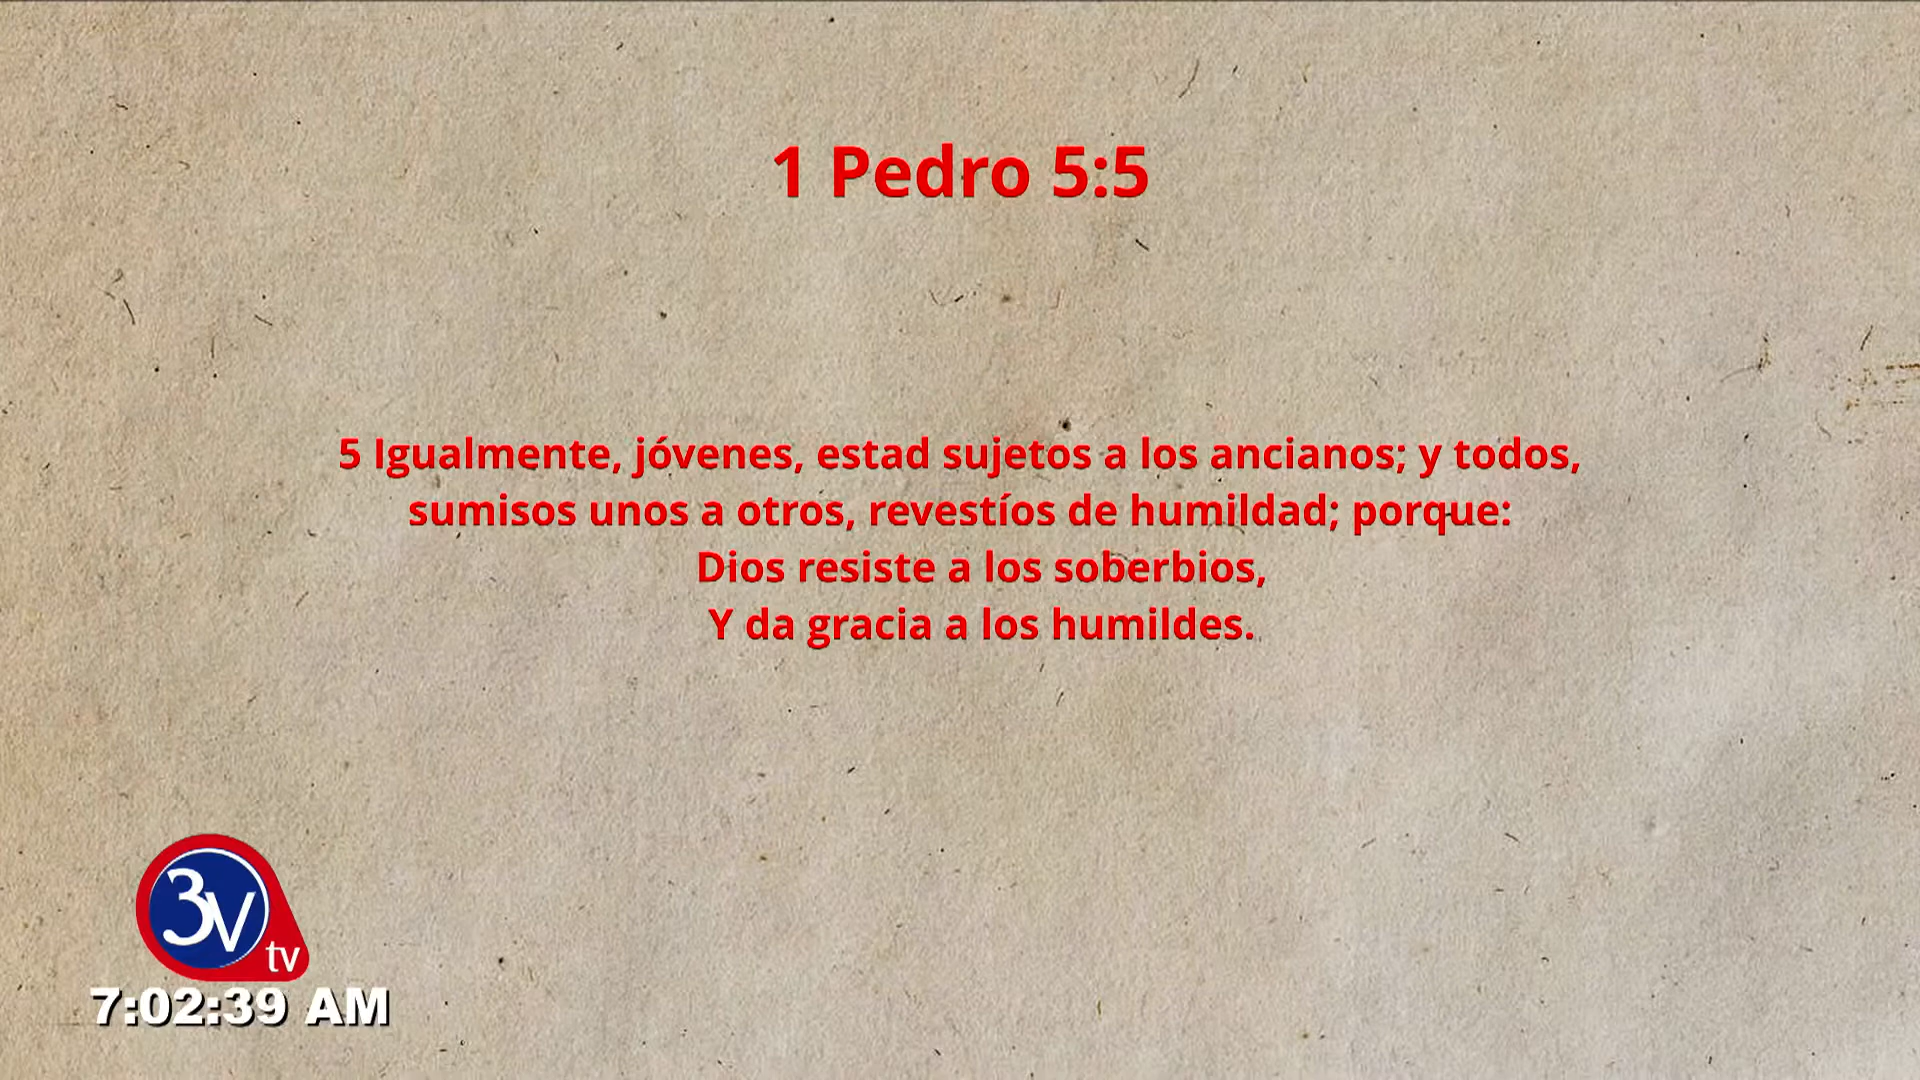 1 Pedro 5:5
5 Igualmente, jóvenes, estad sujetos a los ancianos; y todos,
sumisos unos a otros, revestíos de humildad; porque:
Dios resiste a los soberbios,
Y da gracia a los humildes.
3V
tv
7:02:39 AM